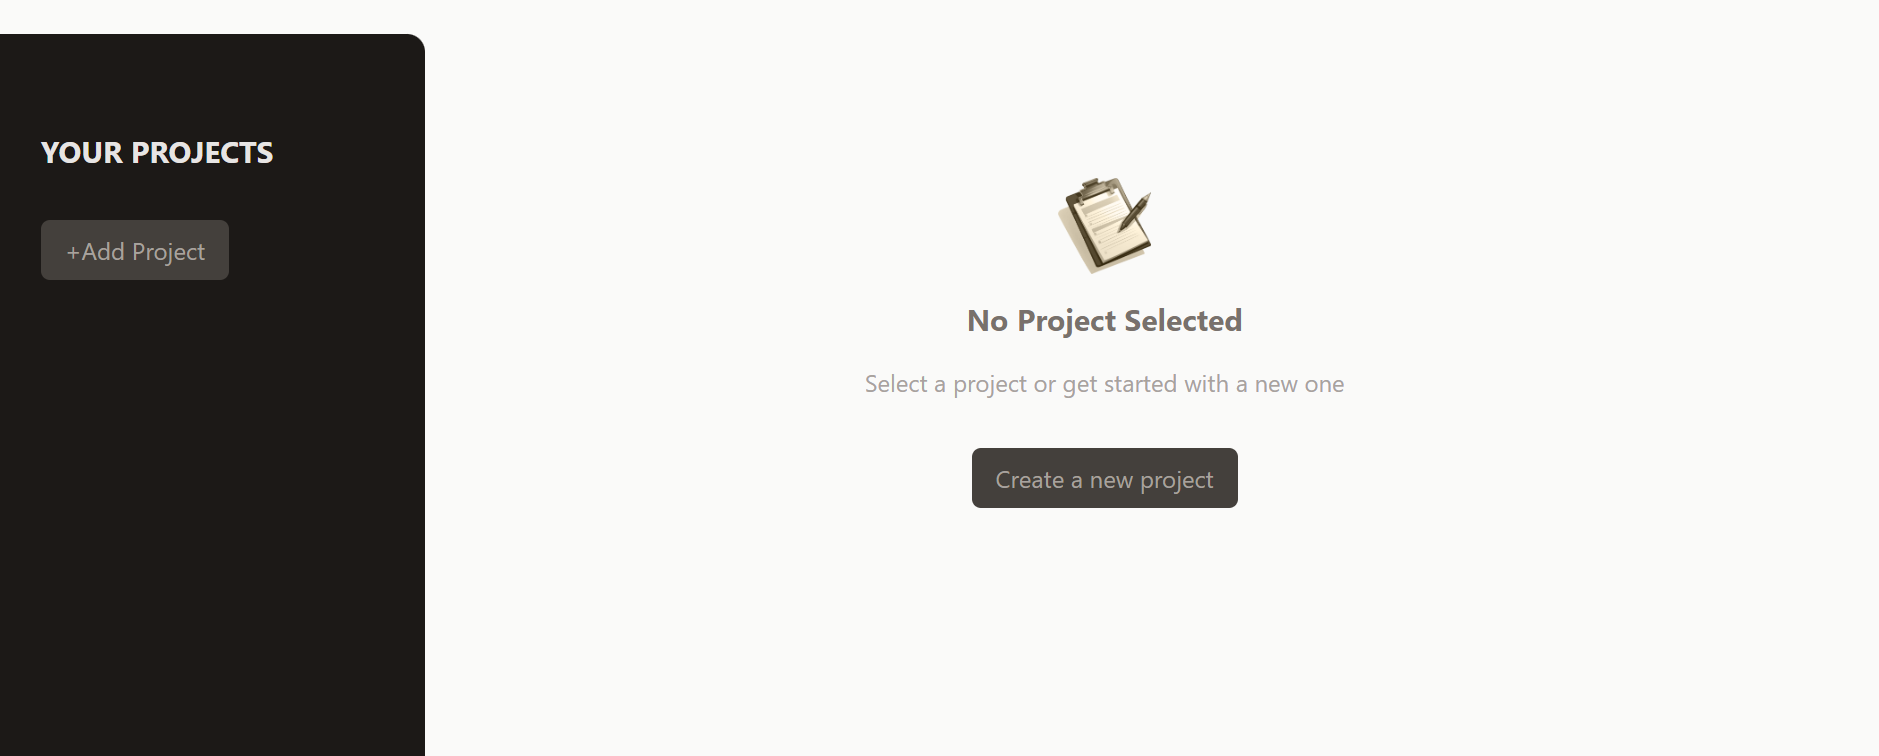 YOUR PROJECTS
+Add Project
No Project Selected
Select a project or get started with a new one
Create a new project